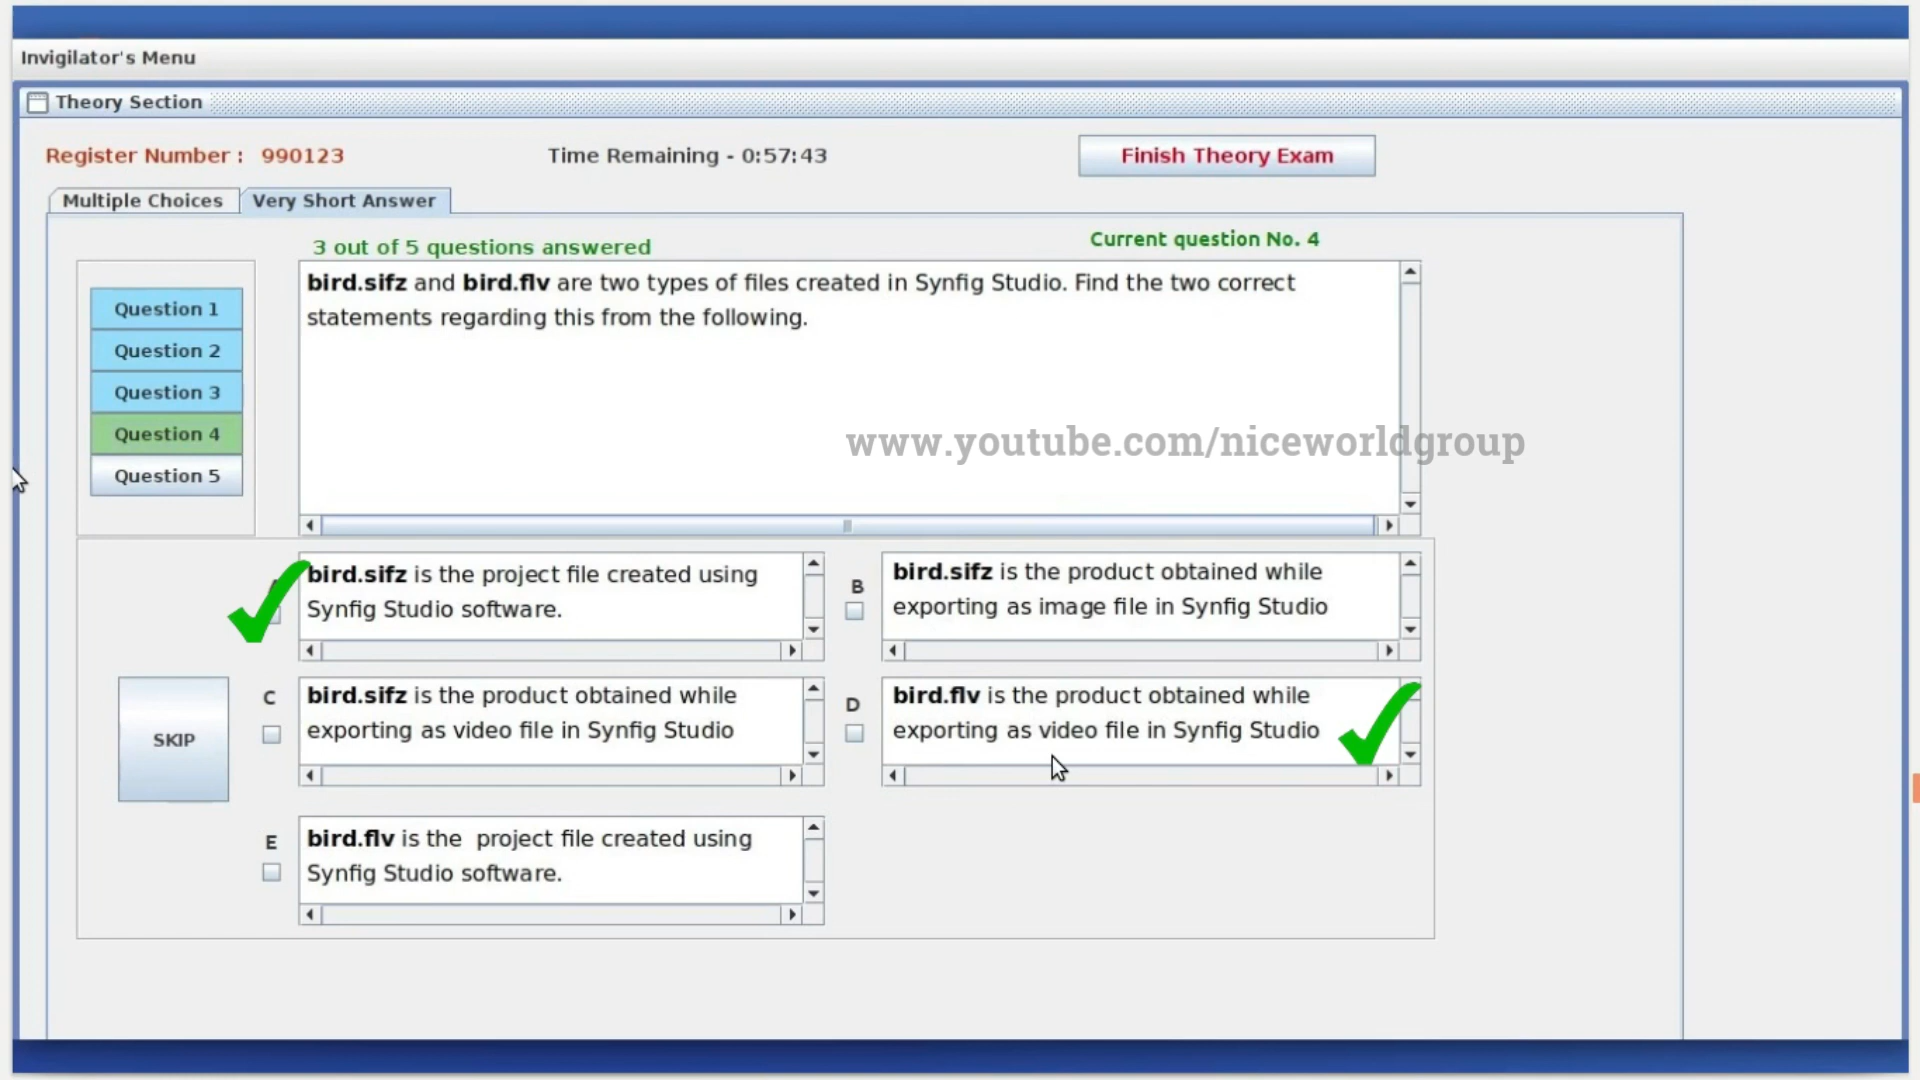 Invigilator's Menu
Theory Section
Register Number : 990123
Time Remaining - 0:57:43
Finish Theory Exam
Multiple Choices
Very Short Answer
3 out of 5 questions answered
Current question No. 4
Question 1
Question 2
Question 3
Question 4
Question 5
bird.sifz and bird.flv are two types of files created in Synfig Studio. Find the two correct
statements regarding this from the following.
www.youtube.com/niceworldgroup
bird.sifz is the project file created using
Synfig Studio software.
B
bird.sifz is the product obtained while
exporting as image file in Synfig Studio
SKIP
C
bird.sifz is the product obtained while
exporting as video file in Synfig Studio
D
bird.flv is the product obtained while
exporting as video file in Synfig Studio
E
bird.flv is the  project file created using
Synfig Studio software.